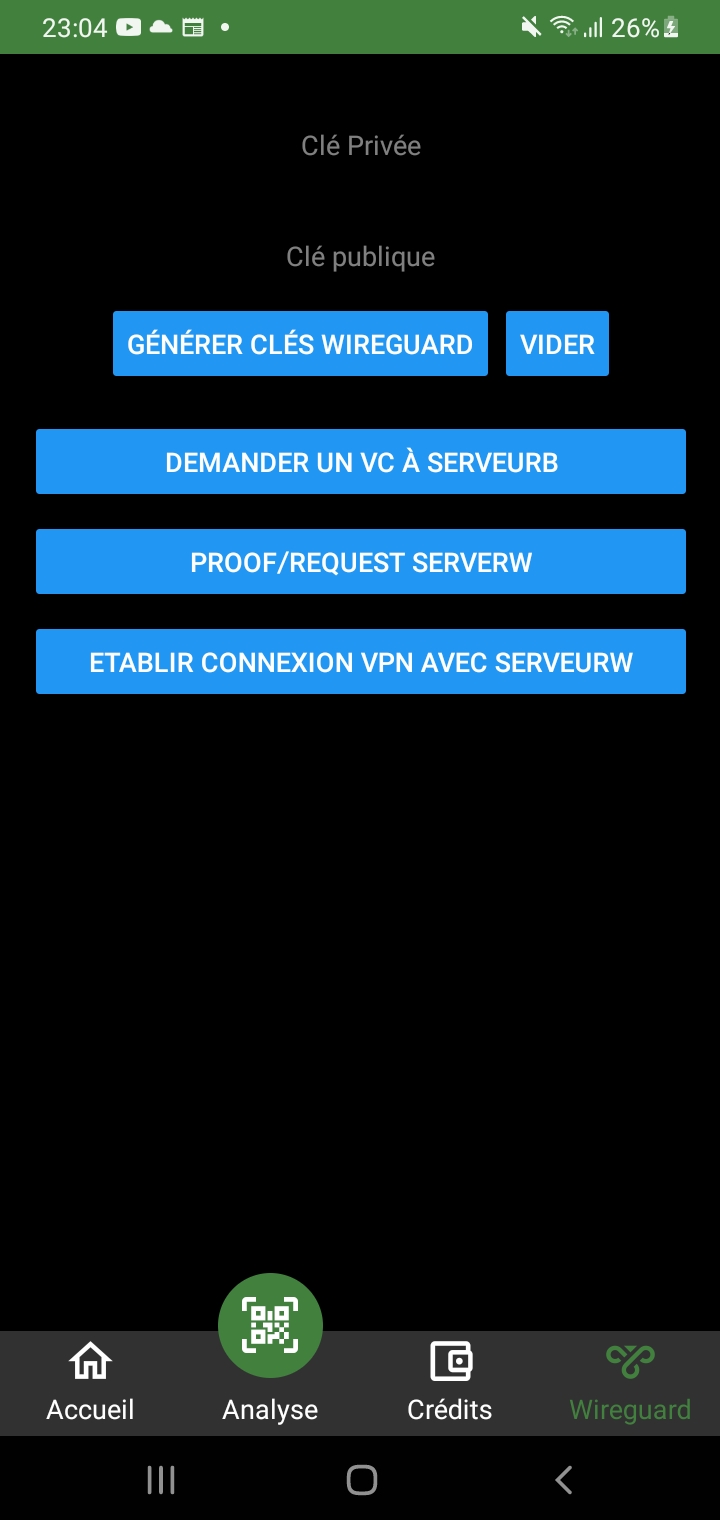 23:04 26%
Clé Privée
Clé publique
GÉNÉRER CLÉS WIREGUARD VIDER
DEMANDER UN VC À SERVEURB
PROOF/REQUEST SERVERW
ETABLIR CONNEXION VPN AVEC SERVEURW
Accueil Analyse Crédits Wireguard